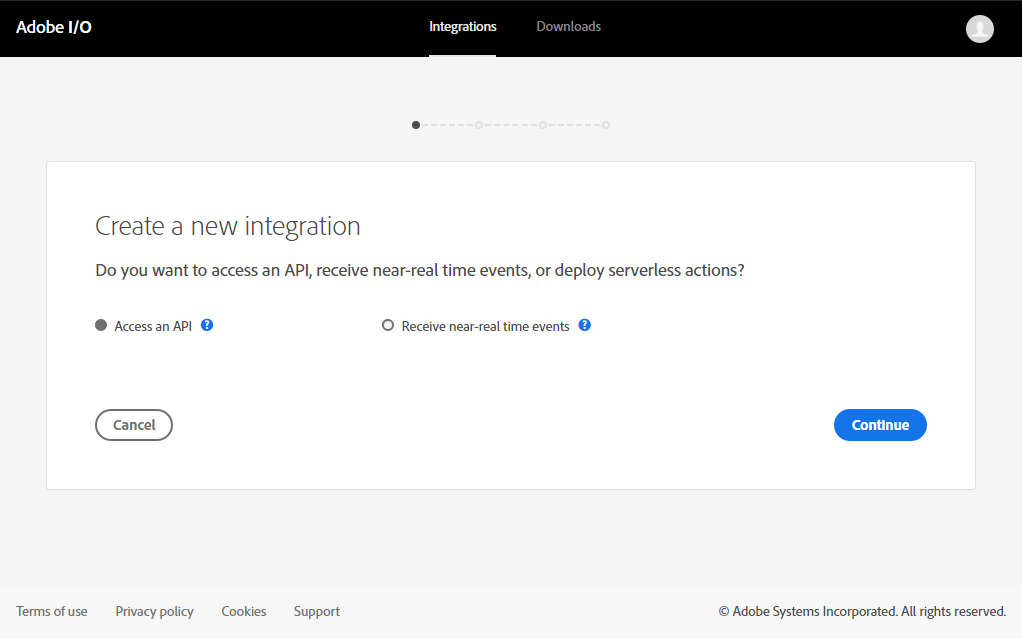 Adobe I/O
Integrations
Downloads
Create a new integration
Do you want to access an API, receive near-real time events, or deploy serverless actions?
Access an API ?
Receive near-real time events ?
Cancel
Continue
Terms of use
Privacy policy
Cookies
Support
© Adobe Systems Incorporated. All rights reserved.